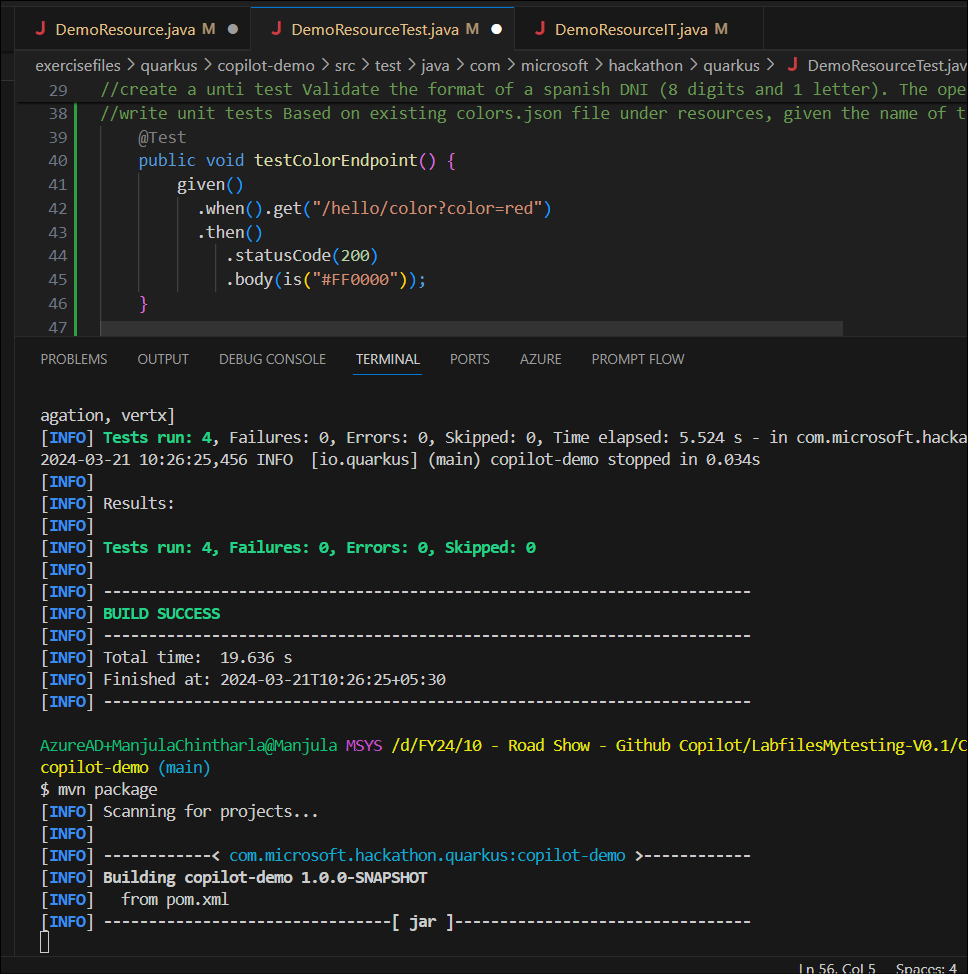 DemoResource.java M
DemoResourceTest.java M
DemoResourceIT.java M
exercisefiles > quarkus > copilot-demo > src > test > java > com > microsoft > hackathon > quarkus > DemoResourceTest.jav
29 //create a unti test Validate the format of a spanish DNI (8 digits and 1 letter). The ope
38 //write unit tests Based on existing colors.json file under resources, given the name of t
39 @Test
40 public void testColorEndpoint() {
41 given()
42 .when().get("/hello/color?color=red")
43 .then()
44 .statusCode(200)
45 .body(is("#FF0000"));
46 }
47
PROBLEMS OUTPUT DEBUG CONSOLE TERMINAL PORTS AZURE PROMPT FLOW
agation, vertx]
[INFO] Tests run: 4, Failures: 0, Errors: 0, Skipped: 0, Time elapsed: 5.524 s - in com.microsoft.hacka
2024-03-21 10:26:25,456 INFO  [io.quarkus] (main) copilot-demo stopped in 0.034s
[INFO]
[INFO] Results:
[INFO]
[INFO] Tests run: 4, Failures: 0, Errors: 0, Skipped: 0
[INFO]
[INFO] ------------------------------------------------------------------------
[INFO] BUILD SUCCESS
[INFO] ------------------------------------------------------------------------
[INFO] Total time:  19.636 s
[INFO] Finished at: 2024-03-21T10:26:25+05:30
[INFO] ------------------------------------------------------------------------
AzureAD+ManjulaChintharla@Manjula MSYS /d/FY24/10 - Road Show - Github Copilot/LabfilesMytesting-V0.1/C
copilot-demo (main)
$ mvn package
[INFO] Scanning for projects...
[INFO]
[INFO] ------------< com.microsoft.hackathon.quarkus:copilot-demo >------------
[INFO] Building copilot-demo 1.0.0-SNAPSHOT
[INFO]   from pom.xml
[INFO] --------------------------------[ jar ]---------------------------------
Ln 56, Col 5 Spaces: 4